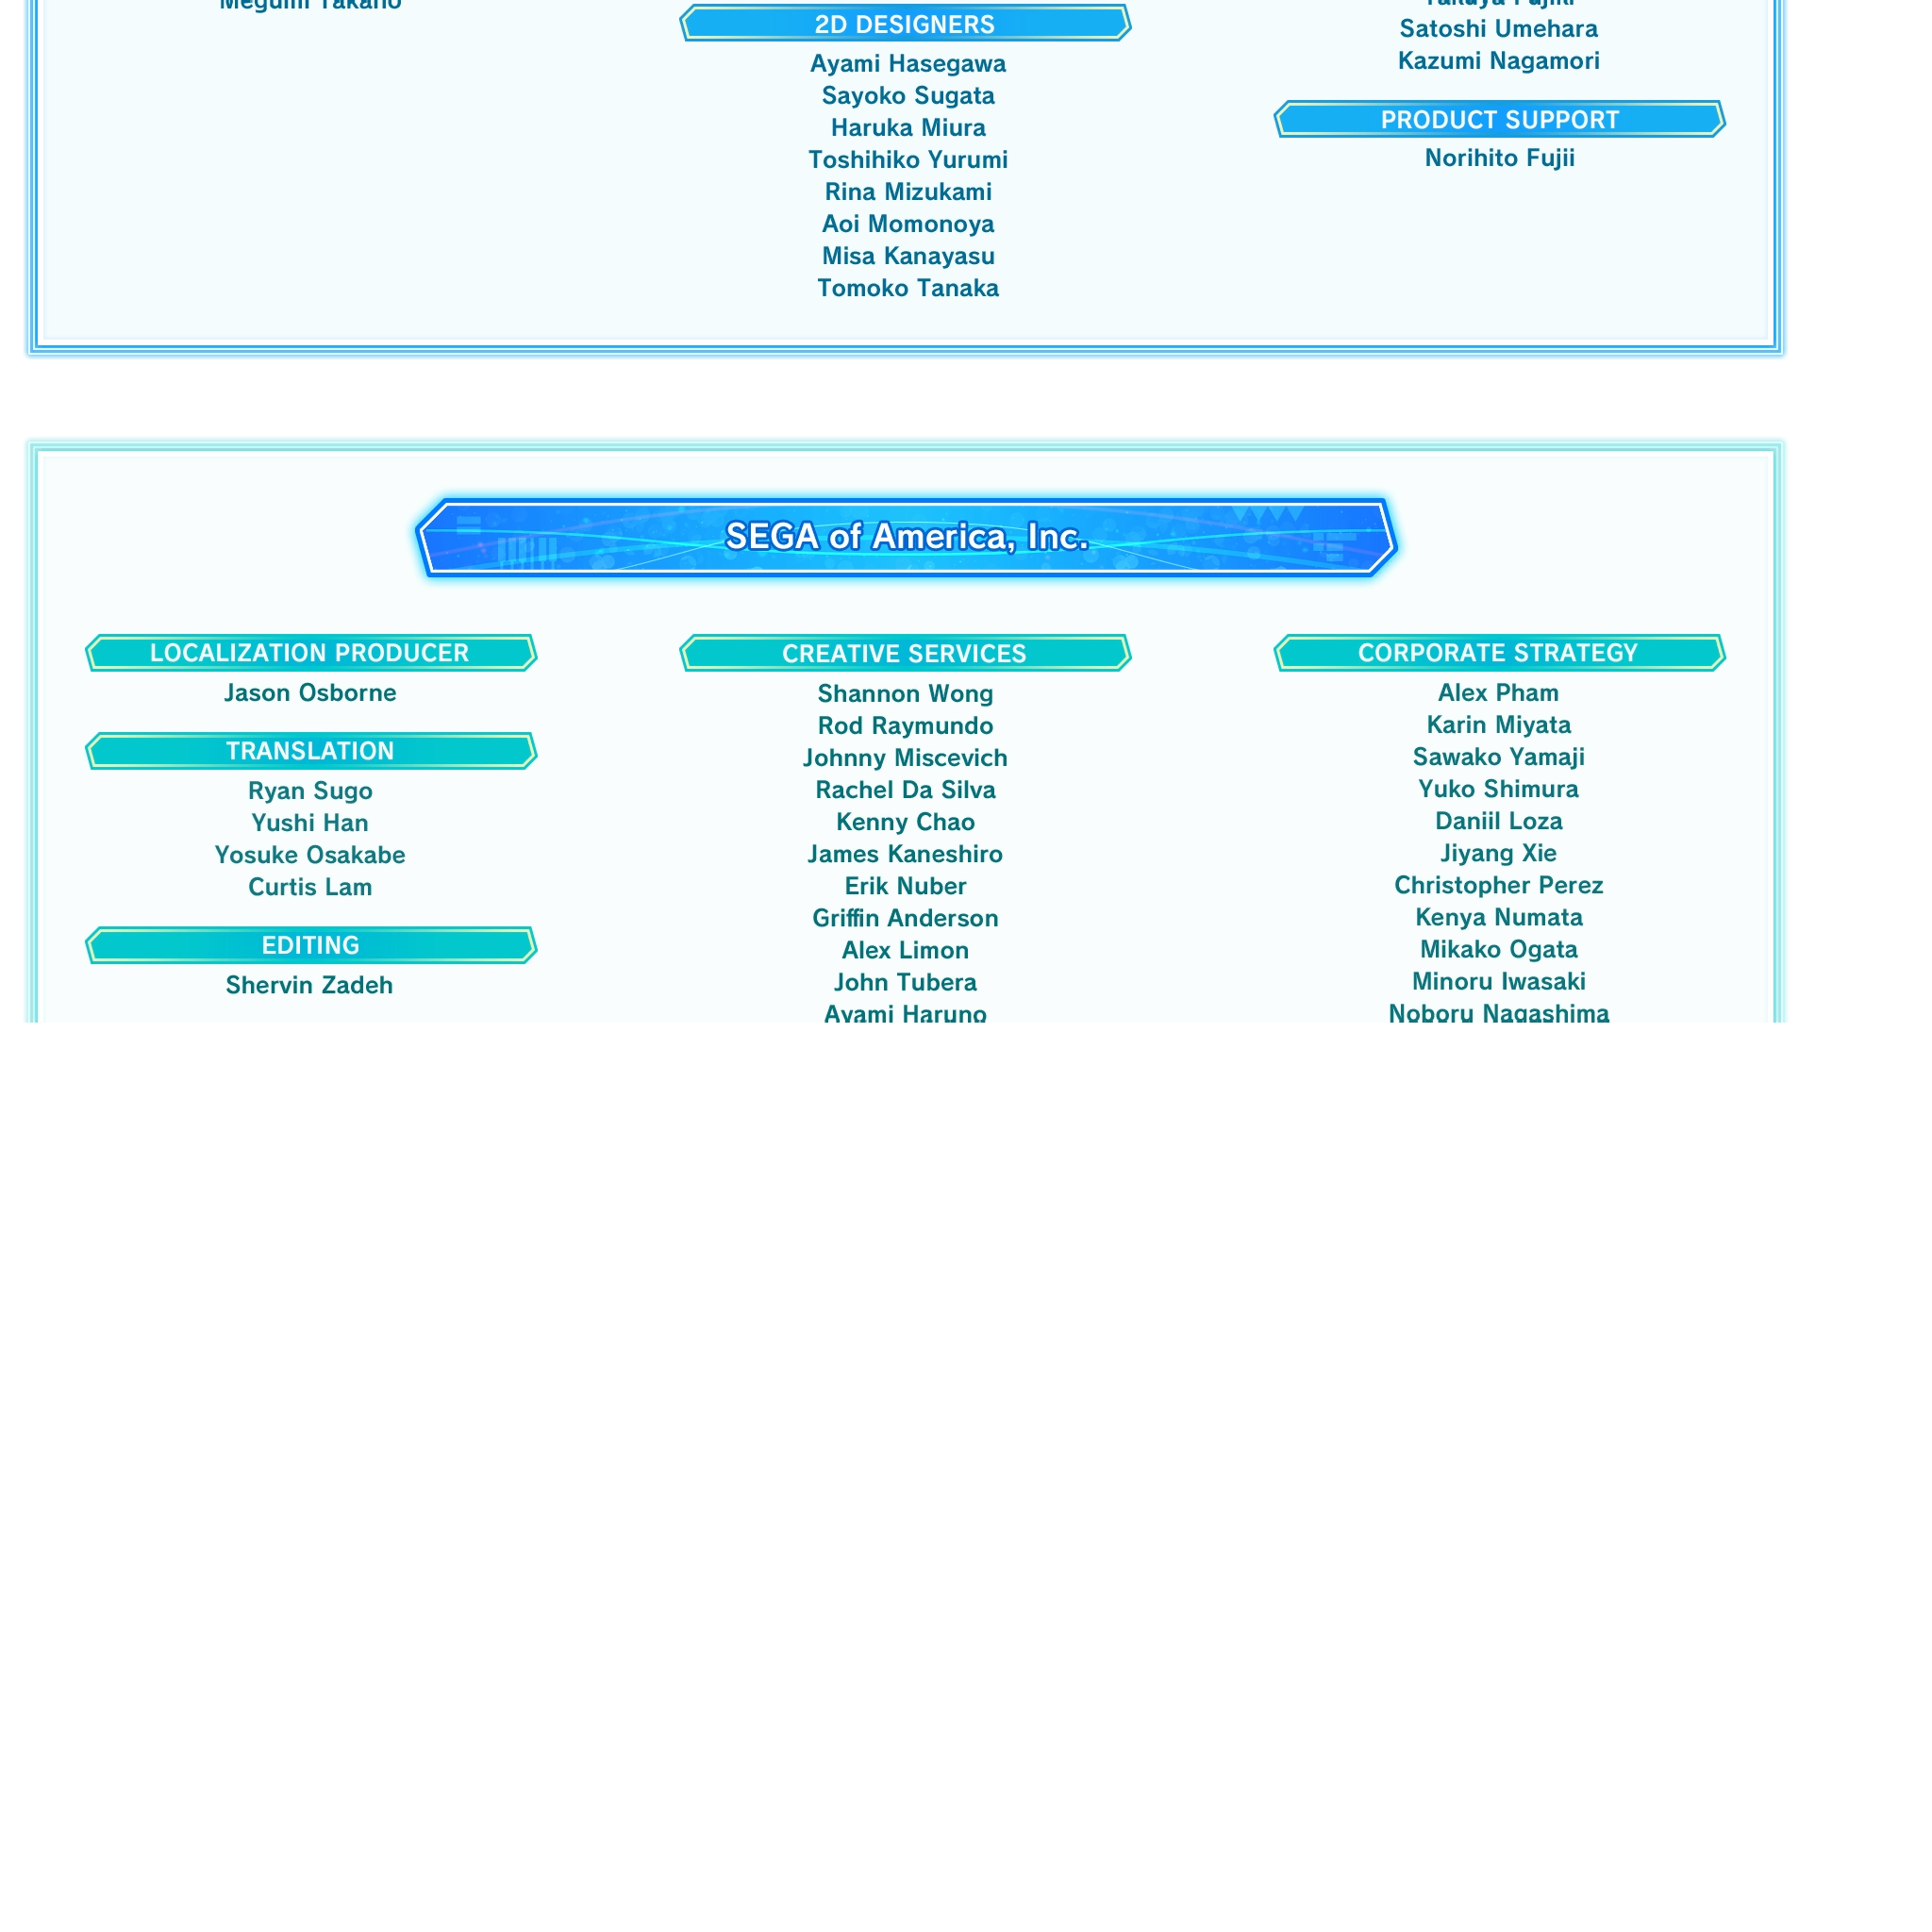 Megumi Takano
2D DESIGNERS
Ayami Hasegawa
Sayoko Sugata
Haruka Miura
Toshihiko Yurumi
Rina Mizukami
Aoi Momonoya
Misa Kanayasu
Tomoko Tanaka
Takuya Fujiki
Satoshi Umehara
Kazumi Nagamori
PRODUCT SUPPORT
Norihito Fujii
SEGA of America, Inc.
LOCALIZATION PRODUCER
Jason Osborne
TRANSLATION
Ryan Sugo
Yushi Han
Yosuke Osakabe
Curtis Lam
EDITING
Shervin Zadeh
CREATIVE SERVICES
Shannon Wong
Rod Raymundo
Johnny Miscevich
Rachel Da Silva
Kenny Chao
James Kaneshiro
Erik Nuber
Griffin Anderson
Alex Limon
John Tubera
Ayami Haruno
CORPORATE STRATEGY
Alex Pham
Karin Miyata
Sawako Yamaji
Yuko Shimura
Daniil Loza
Jiyang Xie
Christopher Perez
Kenya Numata
Mikako Ogata
Minoru Iwasaki
Noboru Nagashima